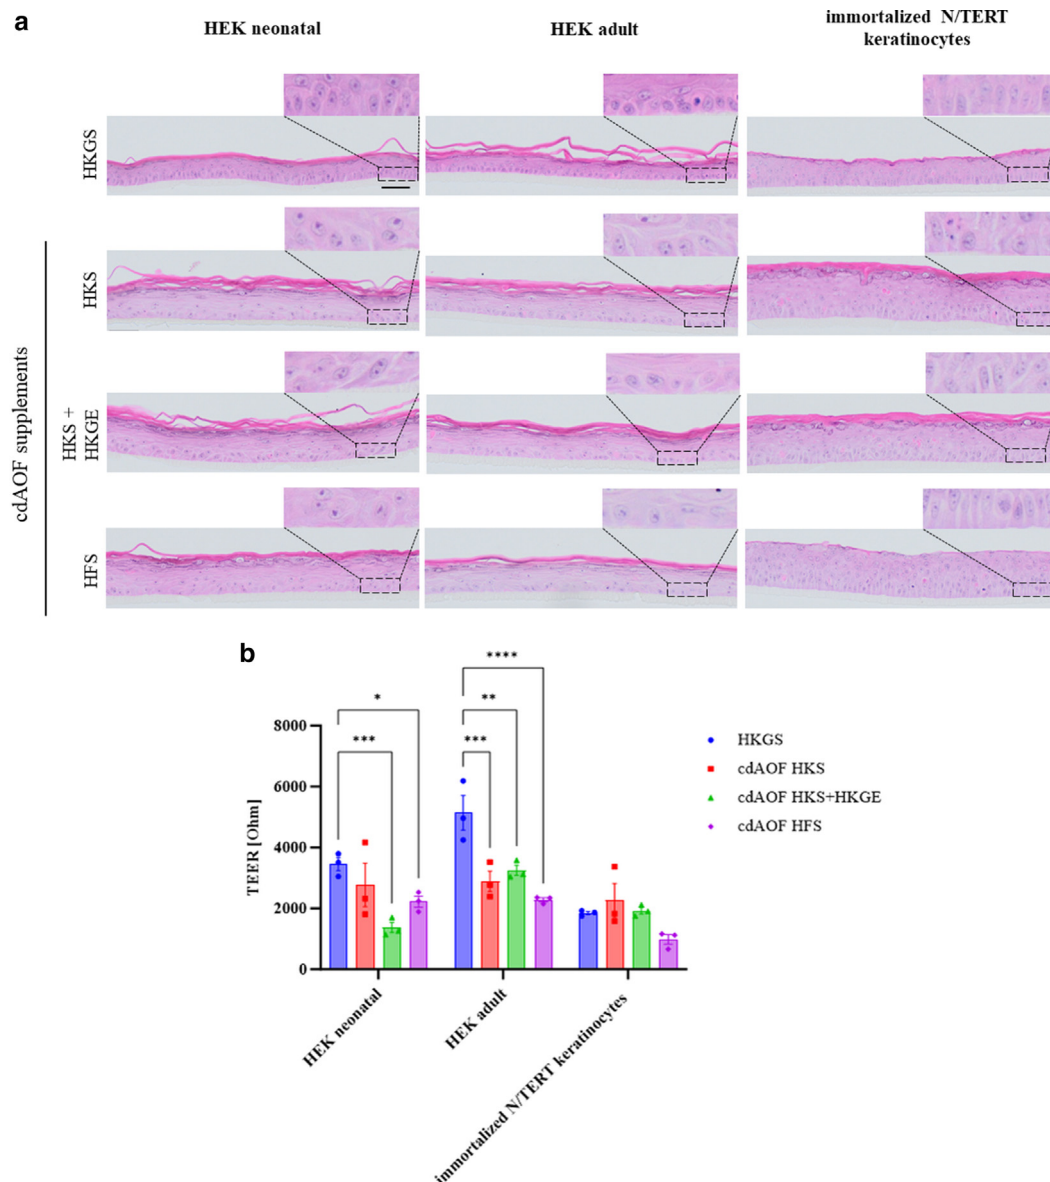 a
HEK neonatal
HEK adult
immortalized N/TERT
keratinocytes
HKGS
cdAOF supplements
HKS
HKS +
HKGE
HFS
b
****
*
**
***
***
8000
6000
4000
2000
0
TEER [Ohm]
HKGS
cdAOF HKS
cdAOF HKS+HKGE
cdAOF HFS
HEK neonatal
HEK adult
immortalized N/TERT keratinocytes